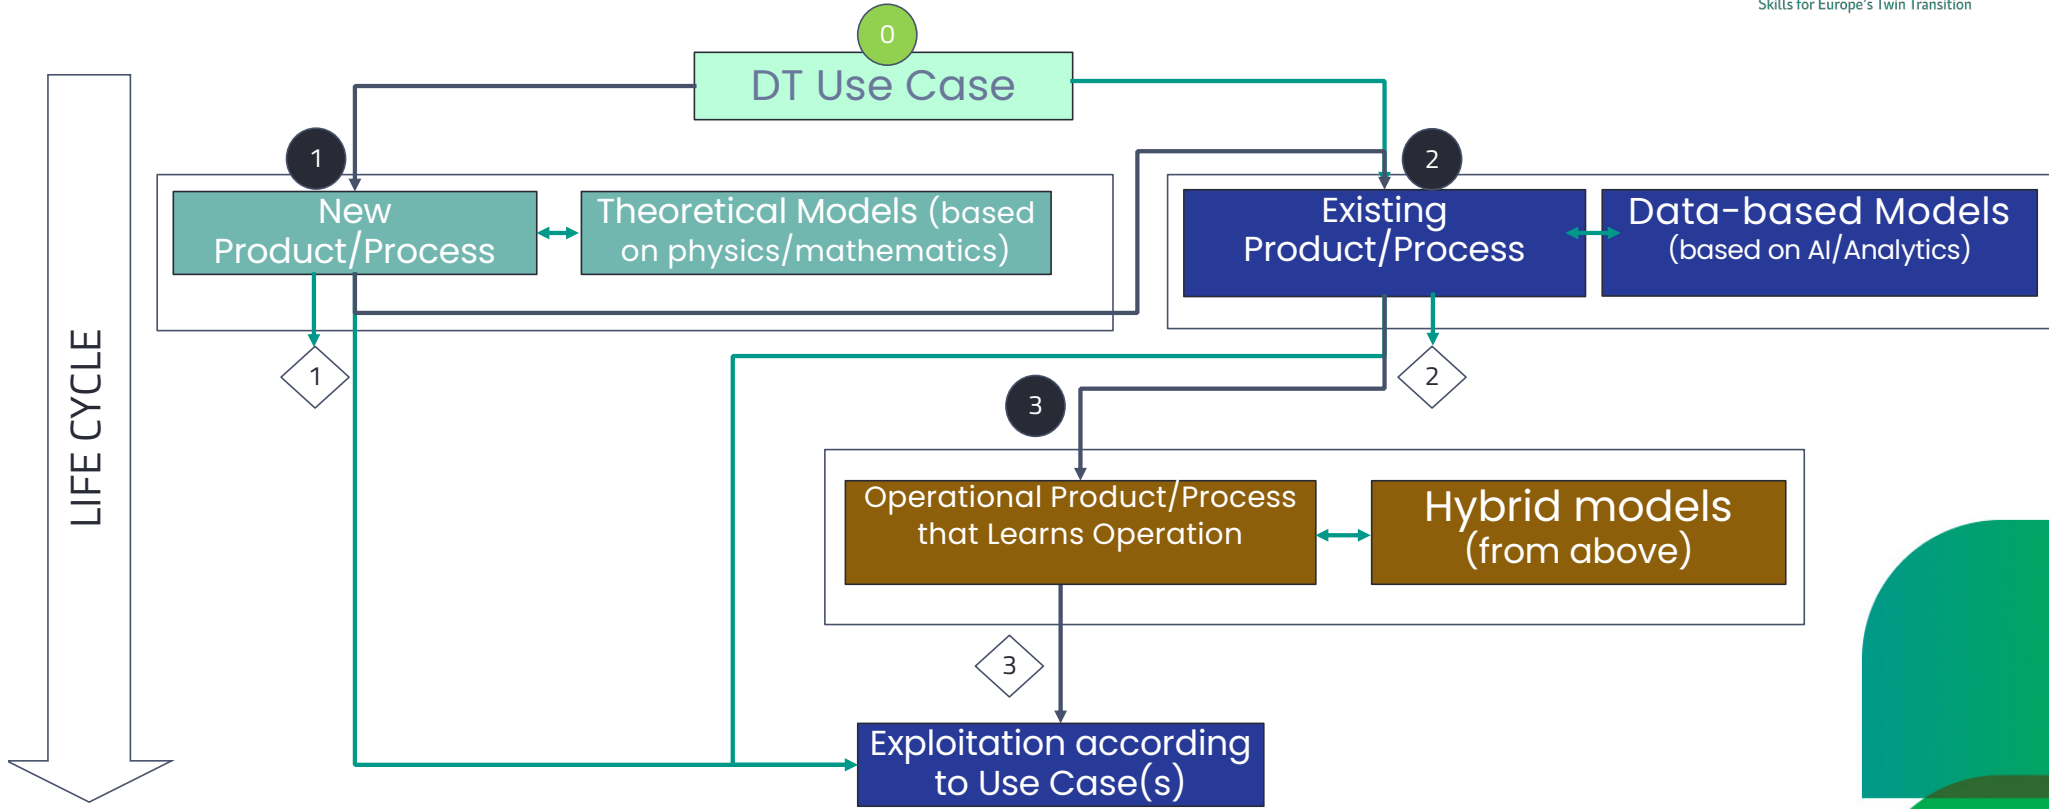 Skills for Europe's Twin Transition
0
DT Use Case
1
2
New
Product/Process
Theoretical Models (based
on physics/mathematics)
Existing
Product/Process
Data-based Models
(based on AI/Analytics)
1
2
3
LIFE CYCLE
Operational Product/Process
that Learns Operation
Hybrid models
(from above)
3
Exploitation according
to Use Case(s)